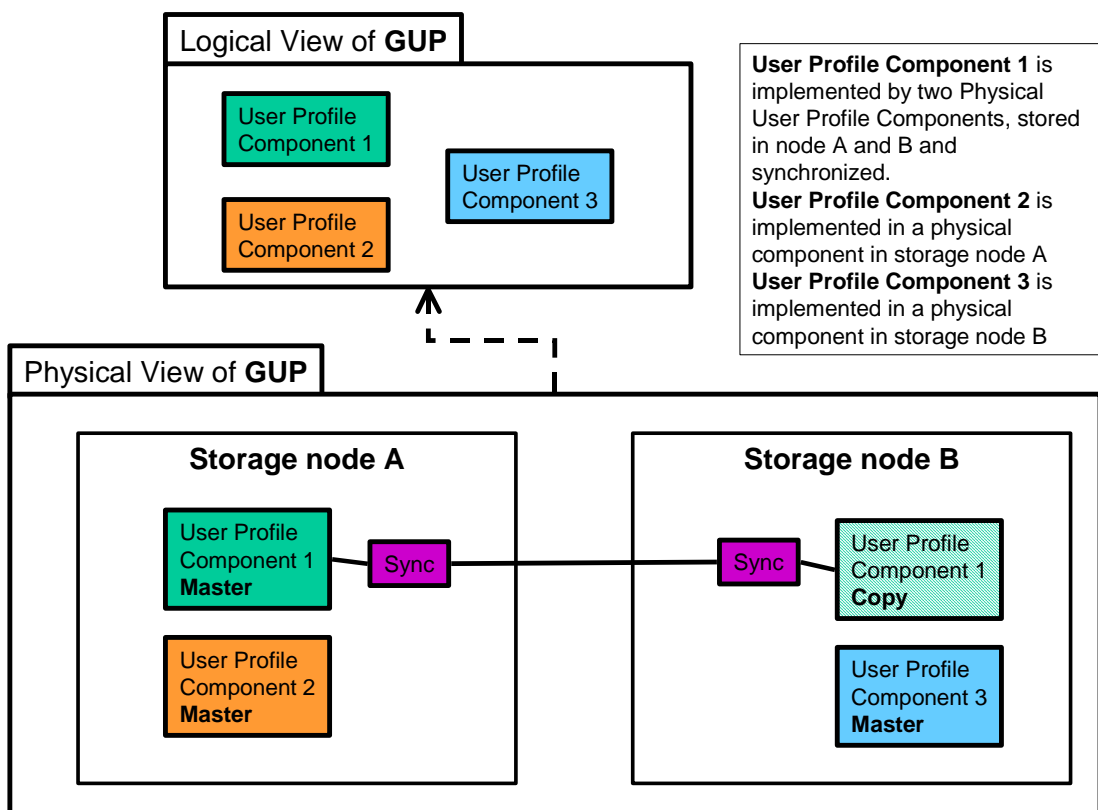 Logical View of GUP
User Profile
Component 1
User Profile
Component 2
User Profile
Component 3
User Profile Component 1 is
implemented by two Physical
User Profile Components, stored
in node A and B and
synchronized.
User Profile Component 2 is
implemented in a physical
component in storage node A
User Profile Component 3 is
implemented in a physical
component in storage node B
Physical View of GUP
Storage node A
User Profile
Component 1
Master
Sync
User Profile
Component 2
Master
Storage node B
Sync
User Profile
Component 1
Copy
User Profile
Component 3
Master